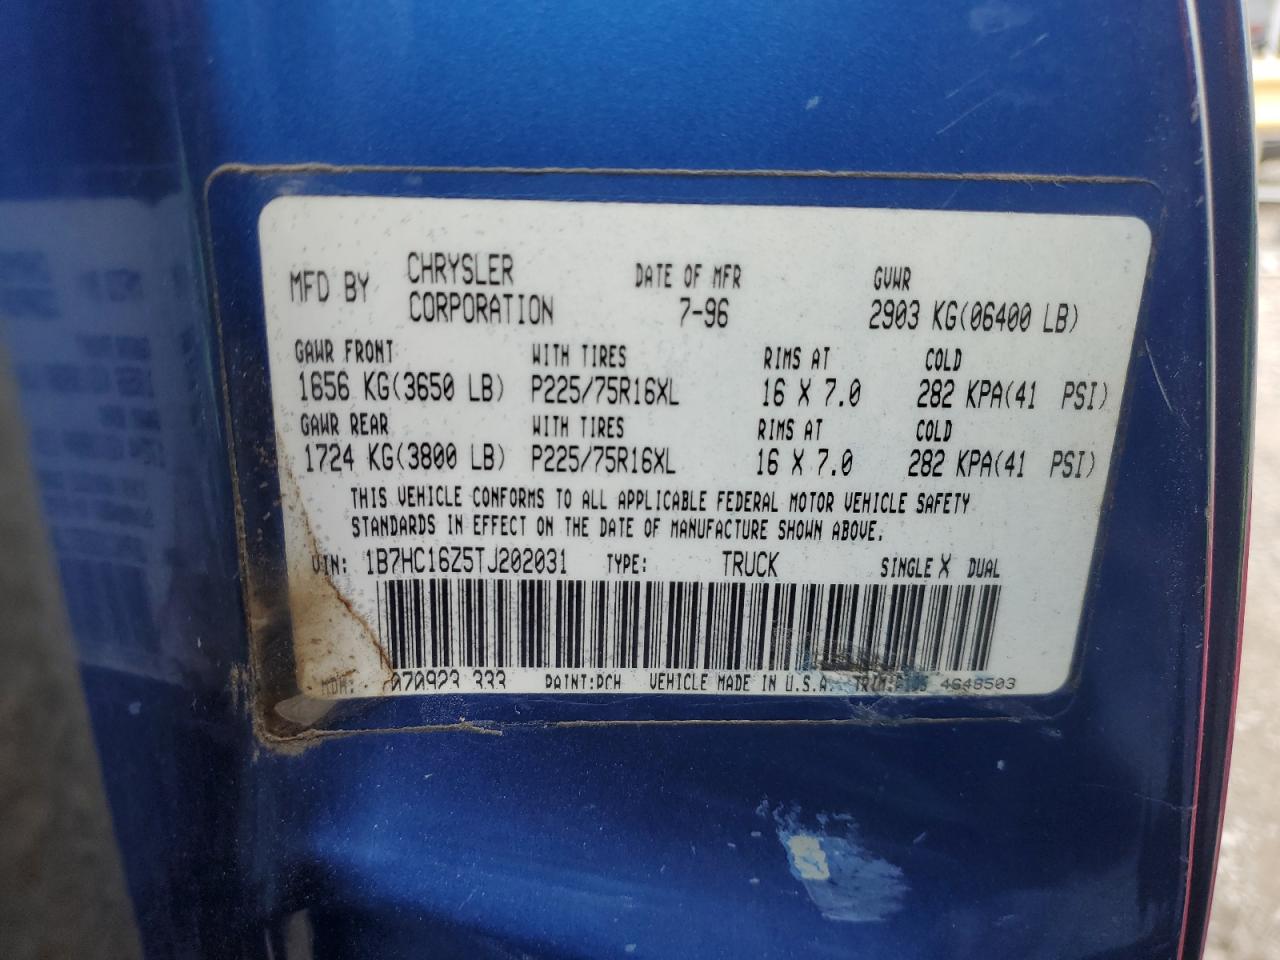 MFD BY CHRYSLER CORPORATION DATE OF MFR 7-96 GVWR 2903 KG(06400 LB)
GAWR FRONT WITH TIRES RIMS AT COLD
1656 KG(3650 LB) P225/75R16XL 16 X 7.0 282 KPA(41 PSI)
GAWR REAR WITH TIRES RIMS AT COLD
1724 KG(3800 LB) P225/75R16XL 16 X 7.0 282 KPA(41 PSI)
THIS VEHICLE CONFORMS TO ALL APPLICABLE FEDERAL MOTOR VEHICLE SAFETY
STANDARDS IN EFFECT ON THE DATE OF MANUFACTURE SHOWN ABOVE.
VIN: 1B7HC16Z5TJ202031 TYPE: TRUCK SINGLE X DUAL
MDH: 070923 333 PAINT:PCH VEHICLE MADE IN U.S.A. TRIM: 4648503